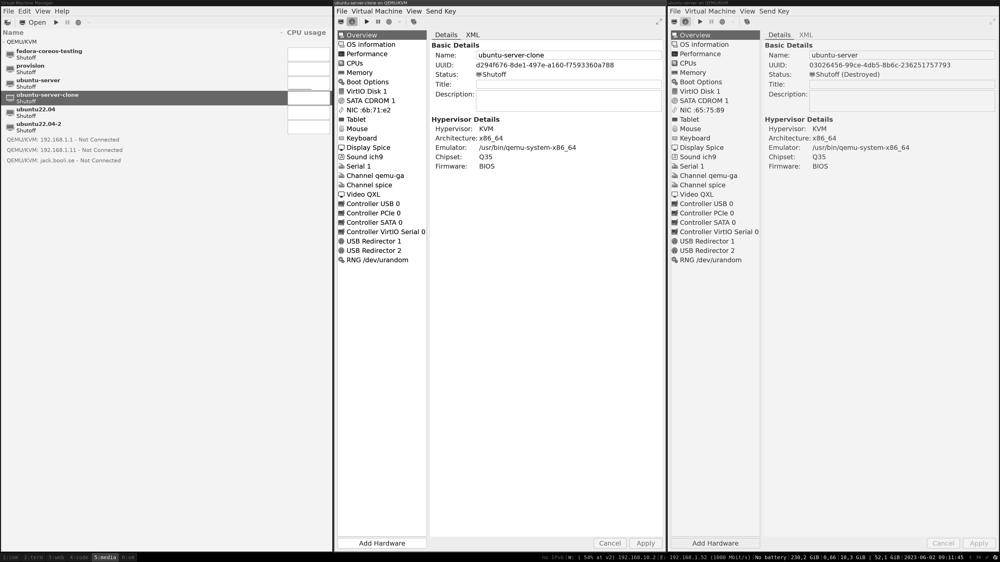 Virtual Machine Manager
File Edit View Help
Open
Name CPU usage
QEMU/KVM
fedora-coreos-testing
Shutoff
provision
Shutoff
ubuntu-server
Shutoff
ubuntu-server-clone
Shutoff
ubuntu22.04
Shutoff
ubuntu22.04-2
Shutoff
QEMU/KVM: 192.168.1.1 - Not Connected
QEMU/KVM: 192.168.1.11 - Not Connected
QEMU/KVM: jack.booli.se - Not Connected
ubuntu-server-clone on QEMU/KVM
File Virtual Machine View Send Key
Overview
OS information
Performance
CPUs
Memory
Boot Options
VirtIO Disk 1
SATA CDROM 1
NIC :6b:71:e2
Tablet
Mouse
Keyboard
Display Spice
Sound ich9
Serial 1
Channel qemu-ga
Channel spice
Video QXL
Controller USB 0
Controller PCIe 0
Controller SATA 0
Controller VirtIO Serial 0
USB Redirector 1
USB Redirector 2
RNG /dev/urandom
Add Hardware
Details XML
Basic Details
Name: ubuntu-server-clone
UUID: d294f676-8de1-497e-a160-f7593360a788
Status: Shutoff
Title:
Description:
Hypervisor Details
Hypervisor: KVM
Architecture: x86_64
Emulator: /usr/bin/qemu-system-x86_64
Chipset: Q35
Firmware: BIOS
Cancel Apply
ubuntu-server on QEMU/KVM
File Virtual Machine View Send Key
Overview
OS information
Performance
CPUs
Memory
Boot Options
VirtIO Disk 1
SATA CDROM 1
NIC :65:75:89
Tablet
Mouse
Keyboard
Display Spice
Sound ich9
Serial 1
Channel qemu-ga
Channel spice
Video QXL
Controller USB 0
Controller PCIe 0
Controller SATA 0
Controller VirtIO Serial 0
USB Redirector 1
USB Redirector 2
RNG /dev/urandom
Add Hardware
Details XML
Basic Details
Name: ubuntu-server
UUID: 03026456-99ce-4db5-8b6c-236251757793
Status: Shutoff (Destroyed)
Title:
Description:
Hypervisor Details
Hypervisor: KVM
Architecture: x86_64
Emulator: /usr/bin/qemu-system-x86_64
Chipset: Q35
Firmware: BIOS
Cancel Apply
1:com 2:term 3:web 4:code 5:media 6:vm
no IPv6|W: ( 54% at v2) 192.168.10.2|E: 192.168.1.52 (1000 Mbit/s)|No battery|230,2 GiB|0,66|10,3 GiB | 52,1 GiB|2023-06-02 09:11:45 SV